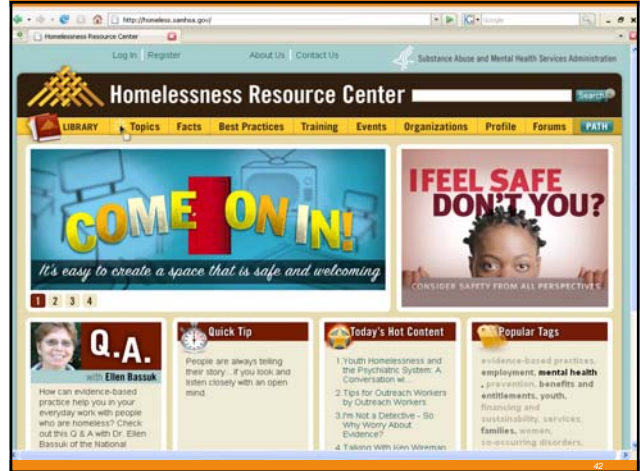 http://homeless.samhsa.gov/
Google
Homelessness Resource Center
Log In Register About Us Contact Us
Substance Abuse and Mental Health Services Administration
Homelessness Resource Center
Search
LIBRARY Topics Facts Best Practices Training Events Organizations Profile Forums PATH
COME ON IN!
It's easy to create a space that is safe and welcoming
1 2 3 4
I FEEL SAFE
DON'T YOU?
CONSIDER SAFETY FROM ALL PERSPECTIVES
Q.A.
with Ellen Bassuk
How can evidence-based
practice help you in your
everyday work with people
who are homeless? Check
out this Q & A with Dr. Ellen
Bassuk of the National
Quick Tip
People are always telling
their story...if you look and
listen closely with an open
mind.
Today's Hot Content
1.Youth Homelessness and
the Psychiatric System: A
Conversation wi...
2.Tips for Outreach Workers
by Outreach Workers
3.I'm Not a Detective - So
Why Worry About
Evidence?
4.Talking With Ken Wireman
Popular Tags
evidence-based practices,
employment, mental health
, prevention, benefits and
entitlements, youth,
financing and
sustainability, services,
families, women,
co-occurring disorders,
42